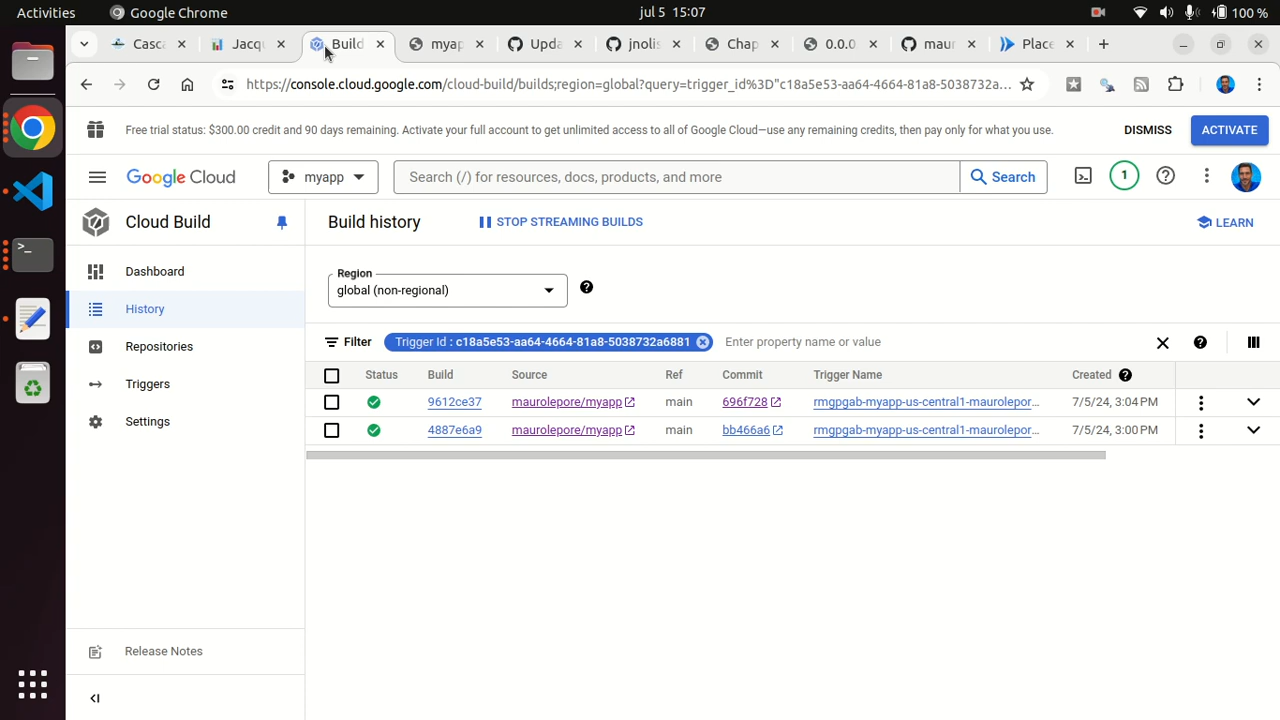 Activities Google Chrome jul 5 15:07 100 %
Casca Jacqu Build myap Upda jnolis Chap 0.0.0 maur Place
https://console.cloud.google.com/cloud-build/builds;region=global?query=trigger_id%3D"c18a5e53-aa64-4664-81a8-5038732a...
Free trial status: $300.00 credit and 90 days remaining. Activate your full account to get unlimited access to all of Google Cloud—use any remaining credits, then pay only for what you use. DISMISS ACTIVATE
Google Cloud myapp Search (/) for resources, docs, products, and more Search 1
Cloud Build Build history STOP STREAMING BUILDS LEARN
Dashboard
History
Repositories
Triggers
Settings
Release Notes
Region
global (non-regional)
Filter Trigger Id : c18a5e53-aa64-4664-81a8-5038732a6881 Enter property name or value
Status Build Source Ref Commit Trigger Name Created
9612ce37 maurolepore/myapp main 696f728 rmgpgab-myapp-us-central1-maurolepor... 7/5/24, 3:04 PM
4887e6a9 maurolepore/myapp main bb466a6 rmgpgab-myapp-us-central1-maurolepor... 7/5/24, 3:00 PM